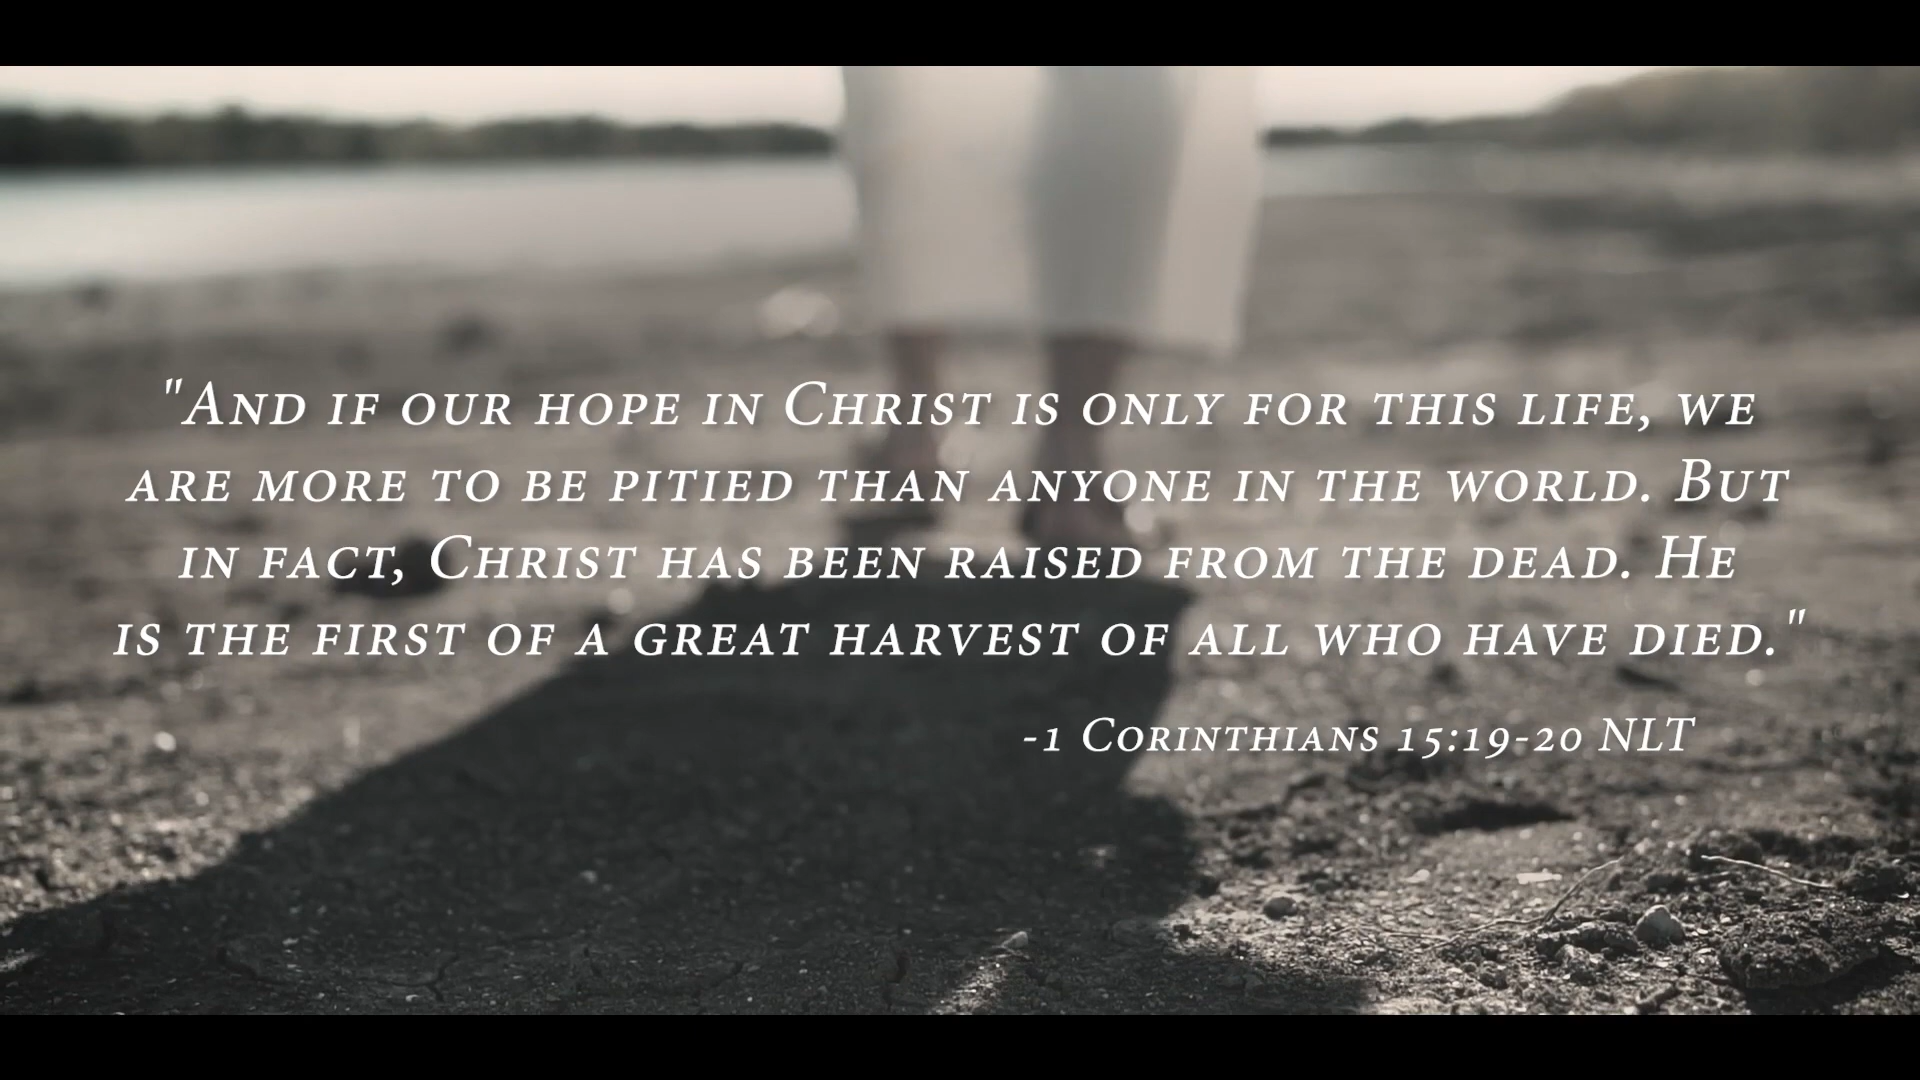 "And if our hope in Christ is only for this life, we
are more to be pitied than anyone in the world. But
in fact, Christ has been raised from the dead. He
is the first of a great harvest of all who have died."
-1 Corinthians 15:19-20 NLT